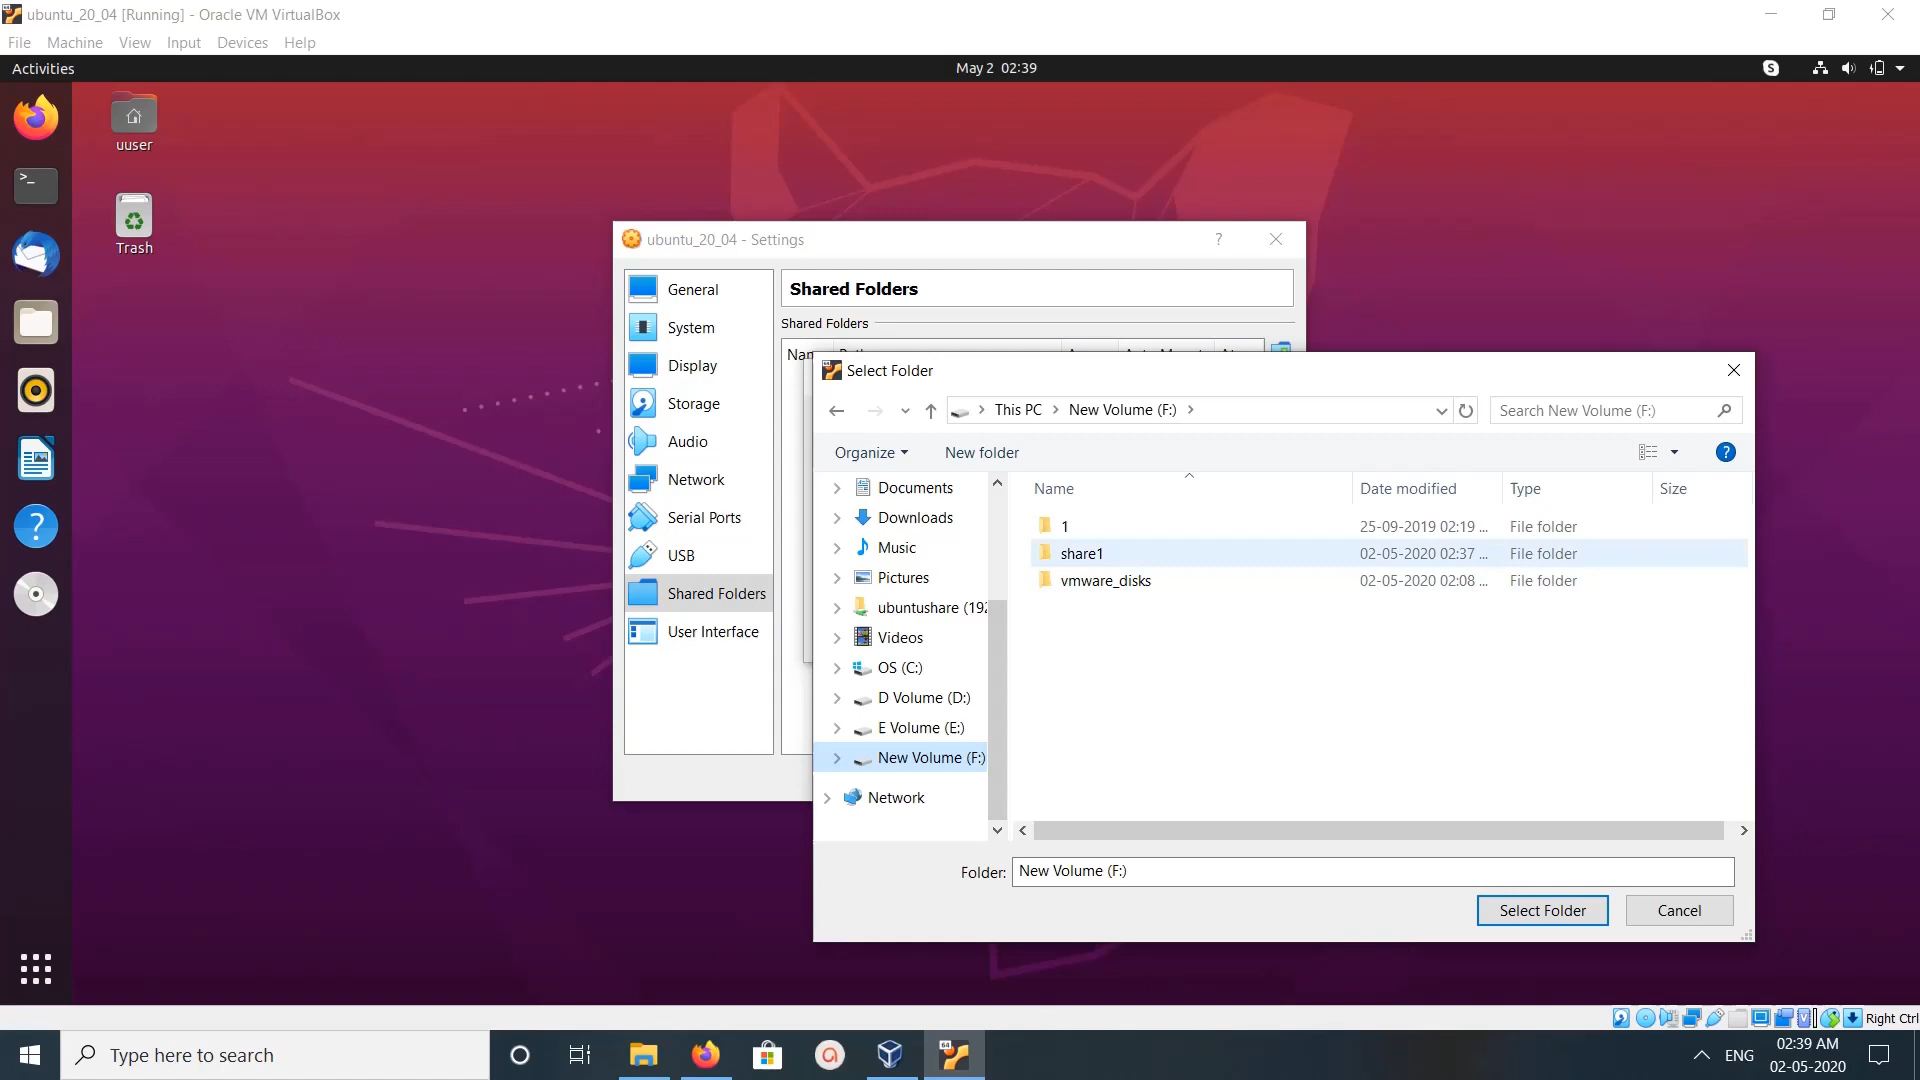 ubuntu_20_04 [Running] - Oracle VM VirtualBox
File Machine View Input Devices Help
Activities
May 2 02:39
uuser
Trash
ubuntu_20_04 - Settings
?
General
System
Display
Storage
Audio
Network
Serial Ports
USB
Shared Folders
User Interface
Shared Folders
Shared Folders
Select Folder
This PC > New Volume (F:) >
Search New Volume (F:)
Organize
New folder
Documents
Downloads
Music
Pictures
ubuntushare (192
Videos
OS (C:)
D Volume (D:)
E Volume (E:)
New Volume (F:)
Network
Name Date modified Type Size
1 25-09-2019 02:19 ... File folder
share1 02-05-2020 02:37 ... File folder
vmware_disks 02-05-2020 02:08 ... File folder
Folder: New Volume (F:)
Select Folder
Cancel
Right Ctrl
Type here to search
ENG
02:39 AM
02-05-2020